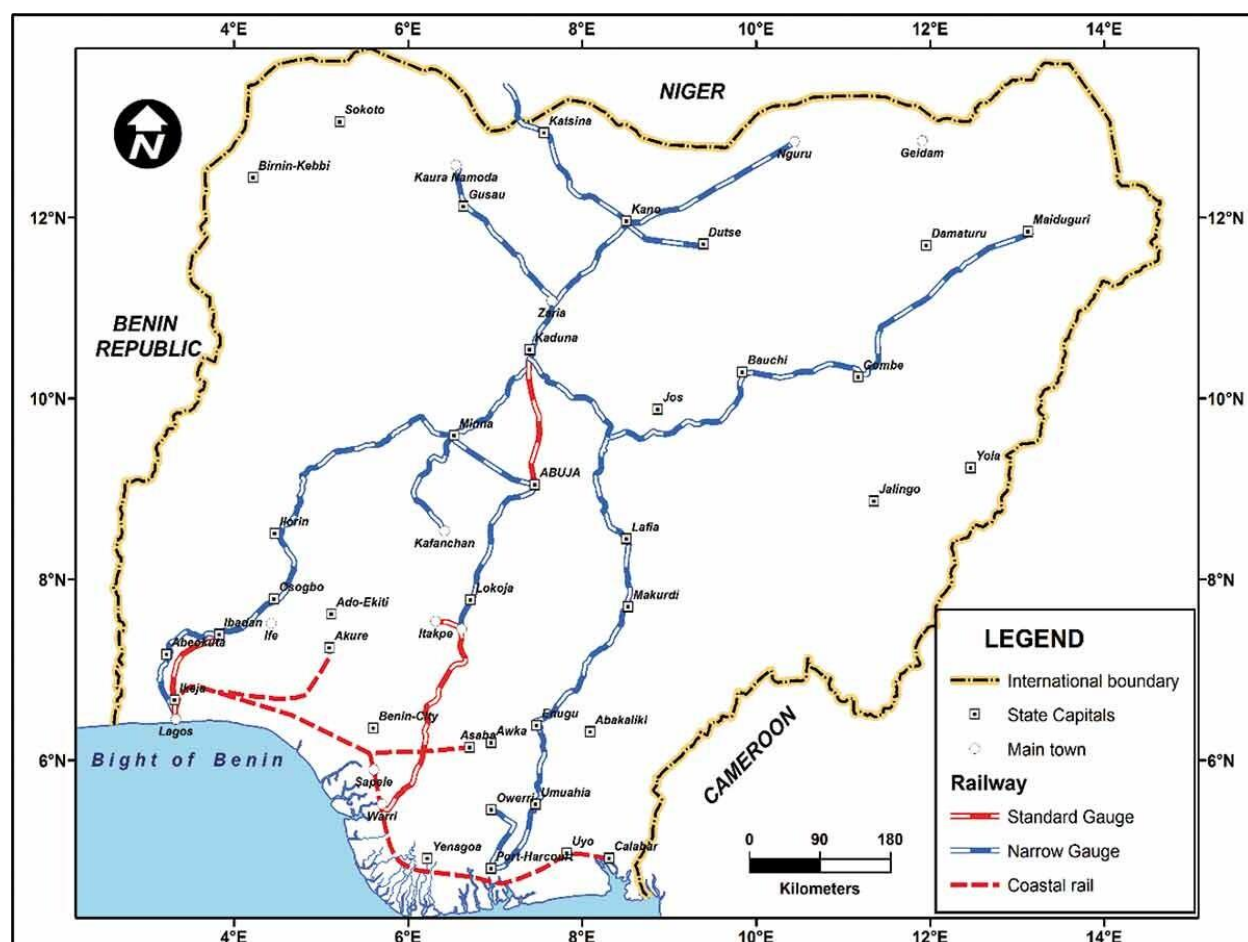 4°E 6°E 8°E 10°E 12°E 14°E
NIGER
N
Sokoto
Katsina
Birnin-Kebbi
Kaura Namoda
Nguru
Geidam
Gusau
12°N
Kano
12°N
Dutse
Damaturu
Maiduguri
Zaria
BENIN
REPUBLIC
Kaduna
Bauchi
Gombe
10°N
Jos
10°N
Minna
ABUJA
Yola
Jalingo
Ilorin
Kafanchan
Lafia
8°N
Osogbo
Lokoja
Makurdi
8°N
Ado-Ekiti
Ibadan
Ife
Akure
Itakpe
Abeokuta
Ikeja
Lagos
Benin-City
Asaba
Awka
Enugu
Abakaliki
6°N
Bight of Benin
CAMEROON
6°N
Sapele
Warri
Owerri
Umuahia
Yenagoa
Port-Harcourt
Uyo
Calabar
LEGEND
International boundary
State Capitals
Main town
Railway
Standard Gauge
Narrow Gauge
Coastal rail
0 90 180
Kilometers
4°E 6°E 8°E 10°E 12°E 14°E